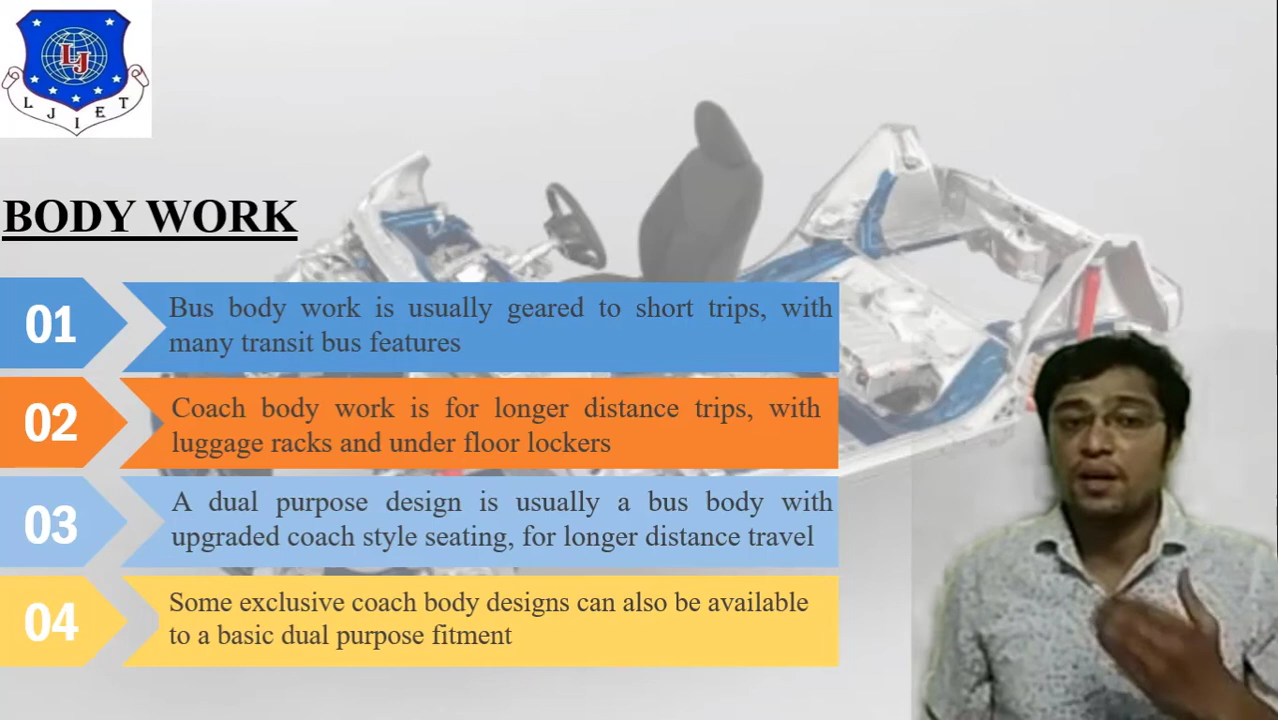 LJ
LJIET
BODY WORK
01
Bus body work is usually geared to short trips, with
many transit bus features
02
Coach body work is for longer distance trips, with
luggage racks and under floor lockers
03
A dual purpose design is usually a bus body with
upgraded coach style seating, for longer distance travel
04
Some exclusive coach body designs can also be available
to a basic dual purpose fitment